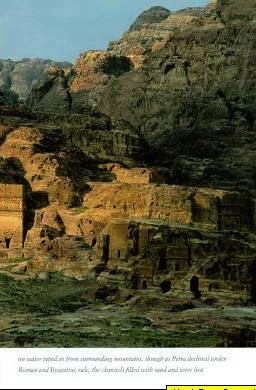 on water piped in from surrounding mountains, though as Petra declined under
Roman and Byzantine rule, the channels filled with sand and were lost.